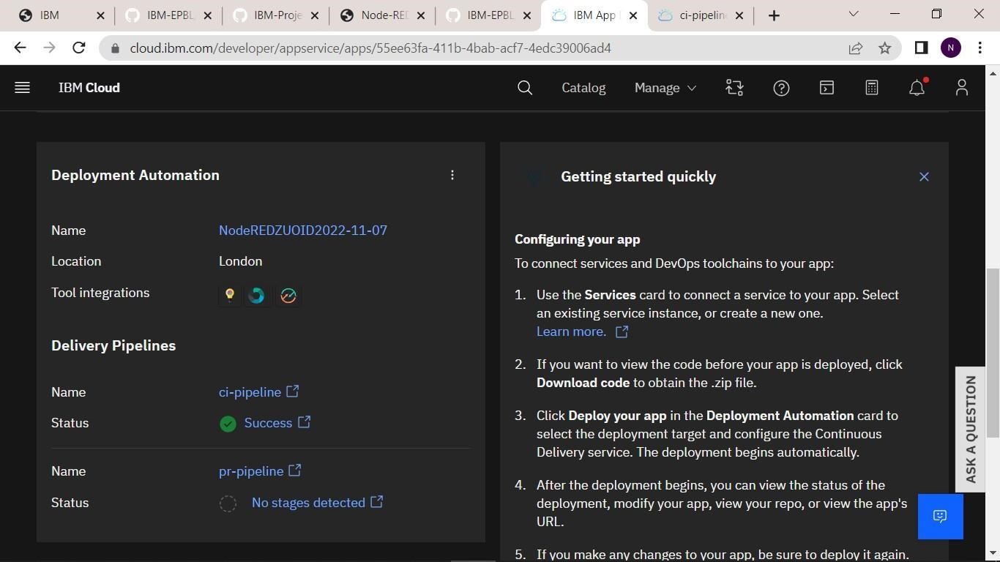 IBM
IBM-EPBL
IBM-Proje
Node-RED
IBM-EPBL
IBM App
ci-pipeline
cloud.ibm.com/developer/appservice/apps/55ee63fa-411b-4bab-acf7-4edc39006ad4
N
IBM Cloud
Catalog
Manage
Deployment Automation
Name NodeREDZUOID2022-11-07
Location London
Tool integrations
Delivery Pipelines
Name ci-pipeline
Status Success
Name pr-pipeline
Status No stages detected
Getting started quickly
Configuring your app
To connect services and DevOps toolchains to your app:
1. Use the Services card to connect a service to your app. Select
an existing service instance, or create a new one.
Learn more.
2. If you want to view the code before your app is deployed, click
Download code to obtain the .zip file.
3. Click Deploy your app in the Deployment Automation card to
select the deployment target and configure the Continuous
Delivery service. The deployment begins automatically.
4. After the deployment begins, you can view the status of the
deployment, modify your app, view your repo, or view the app's
URL.
5. If you make any changes to your app, be sure to deploy it again.
ASK A QUESTION